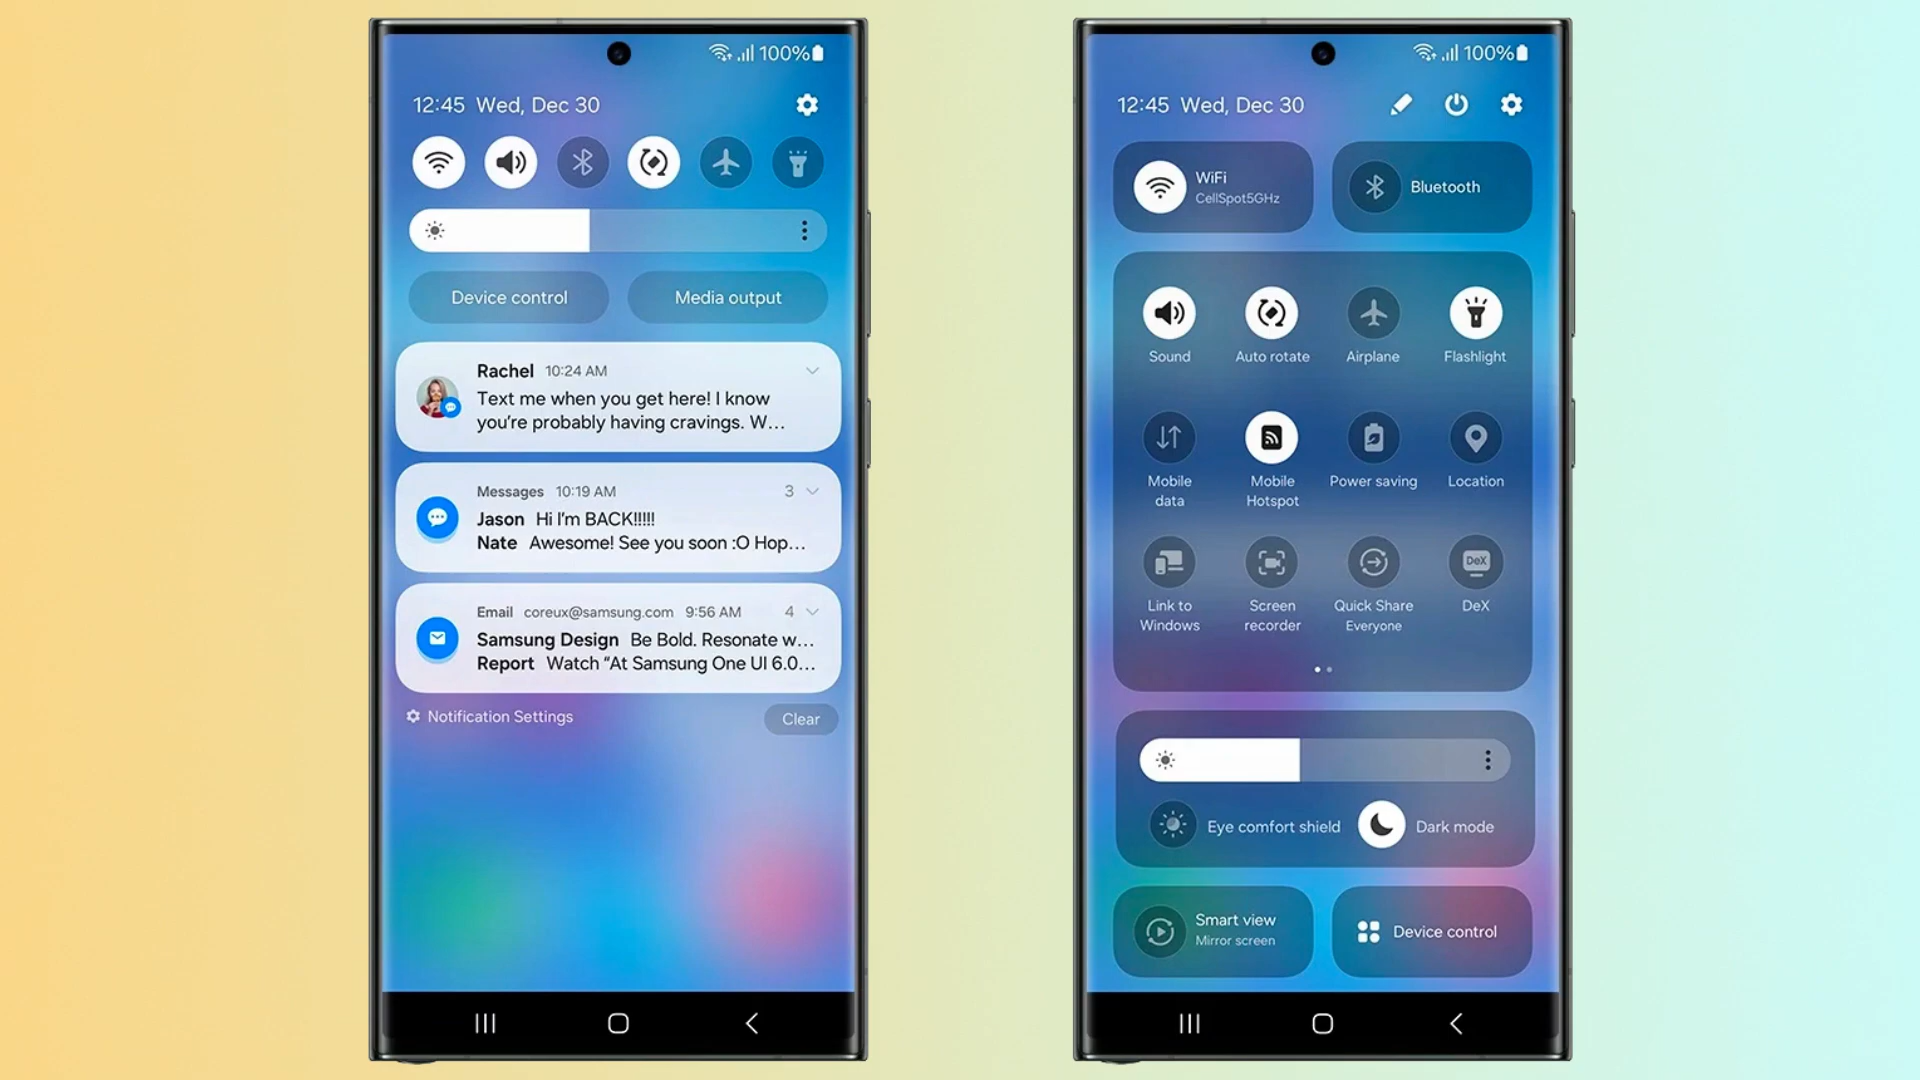 100%
12:45 Wed, Dec 30
Device control
Media output
Rachel 10:24 AM
Text me when you get here! I know
you're probably having cravings. W...
Messages 10:19 AM 3
Jason Hi I'm BACK!!!!!
Nate Awesome! See you soon :O Hop...
Email coreux@samsung.com 9:56 AM 4
Samsung Design Be Bold. Resonate w...
Report Watch “At Samsung One UI 6.0...
Notification Settings
Clear
100%
12:45 Wed, Dec 30
WiFi
CellSpot5GHz
Bluetooth
Sound
Auto rotate
Airplane
Flashlight
Mobile
data
Mobile
Hotspot
Power saving
Location
Link to
Windows
Screen
recorder
Quick Share
Everyone
DeX
DeX
Eye comfort shield
Dark mode
Smart view
Mirror screen
Device control